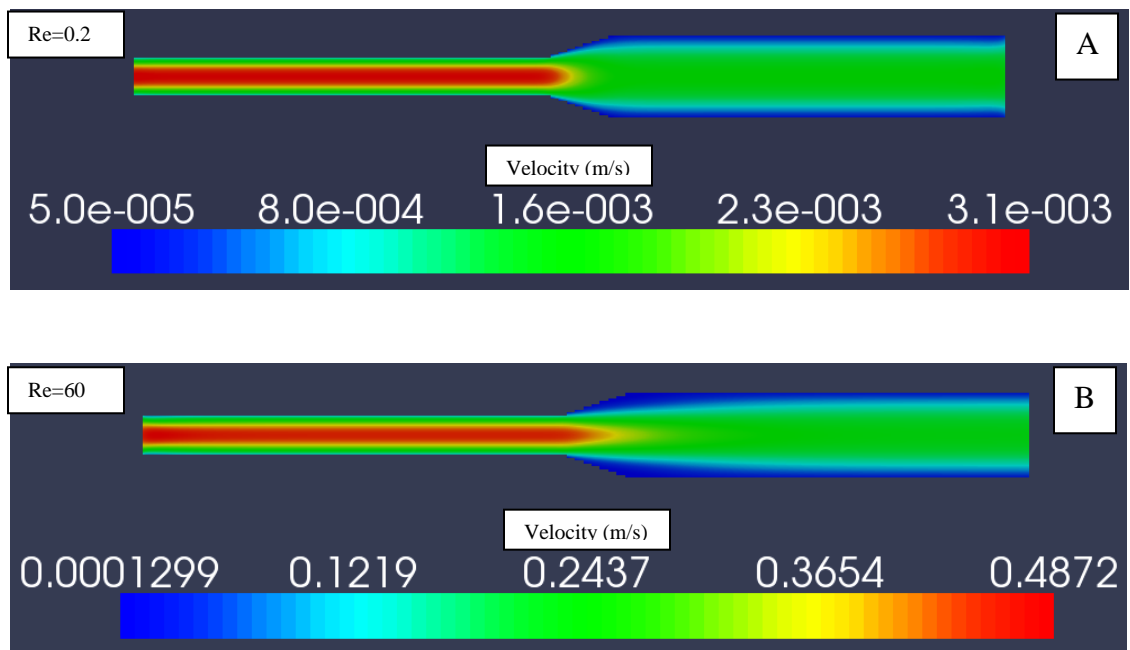 Re=0.2
A
Velocity (m/s)
5.0e-005 8.0e-004 1.6e-003 2.3e-003 3.1e-003
Re=60
B
Velocity (m/s)
0.0001299 0.1219 0.2437 0.3654 0.4872